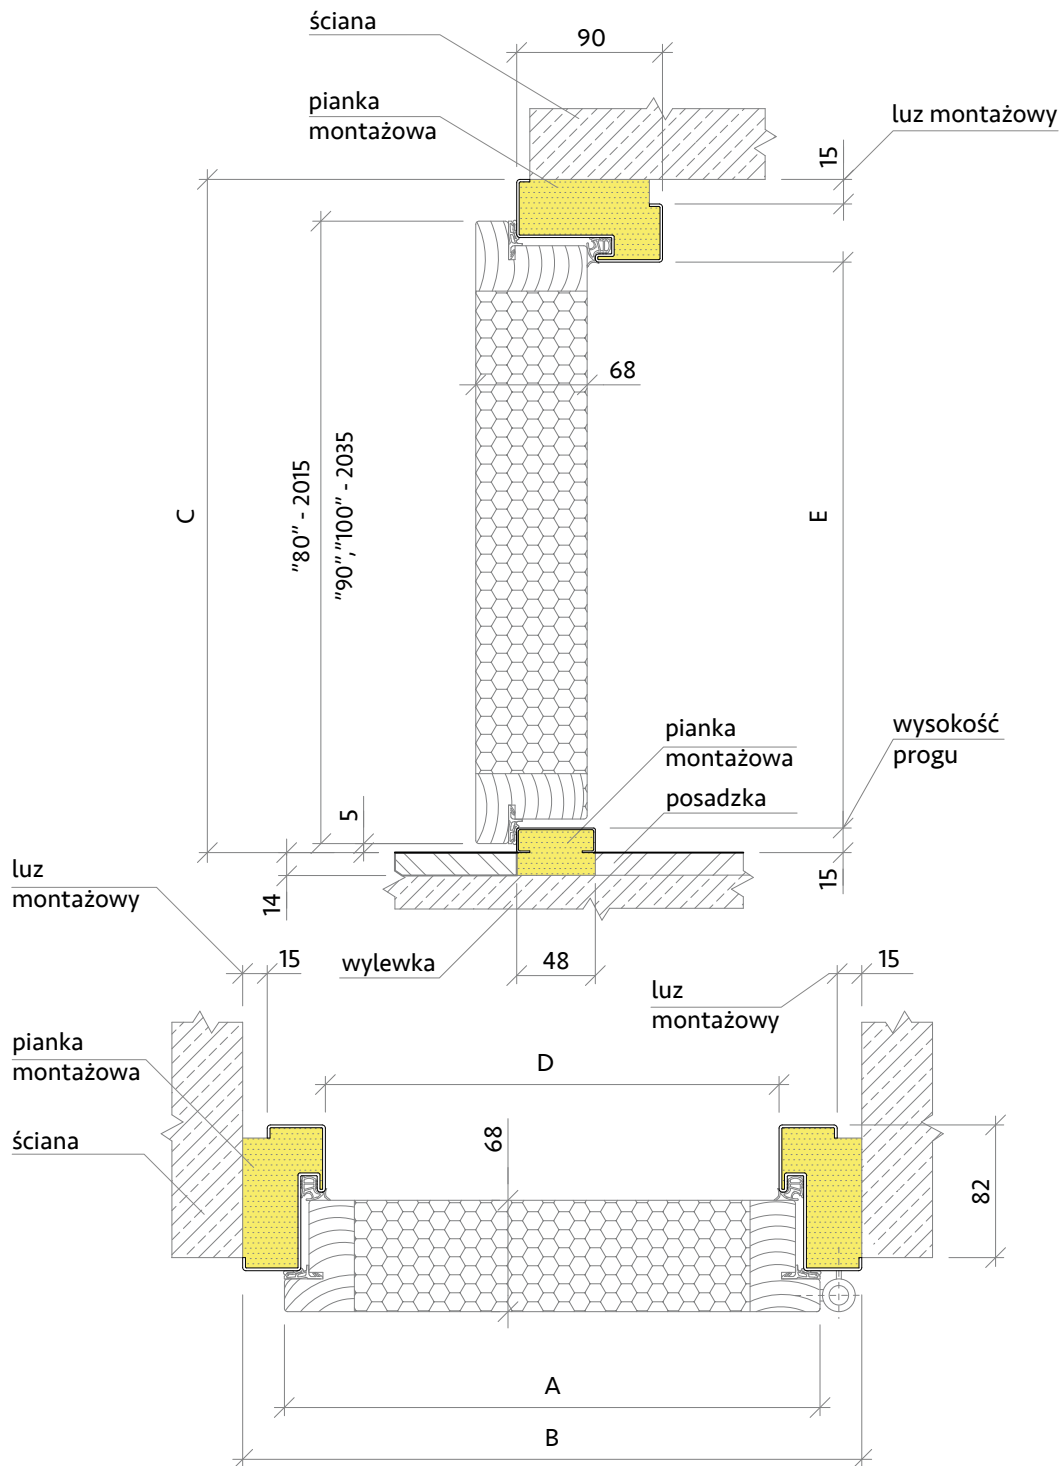 ściana
90
pianka
montażowa
luz montażowy
15
68
C
"80" - 2015
"90","100" - 2035
E
pianka
montażowa
wysokość
progu
posadzka
5
luz
montażowy
14
15
wylewka
48
15
luz
montażowy
15
pianka
montażowa
D
ściana
68
82
A
B